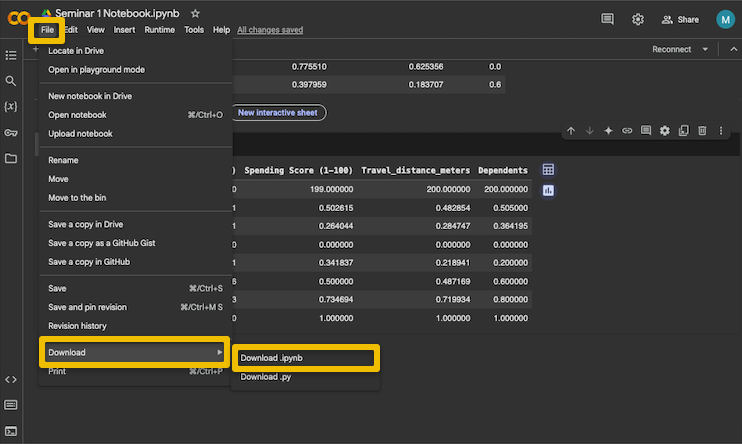 Seminar 1 Notebook.ipynb
File Edit View Insert Runtime Tools Help All changes saved
Share
M
Reconnect
Locate in Drive
Open in playground mode
New notebook in Drive
Open notebook ⌘/Ctrl+O
Upload notebook
Rename
Move
Move to the bin
Save a copy in Drive
Save a copy as a GitHub Gist
Save a copy in GitHub
Save ⌘/Ctrl+S
Save and pin revision ⌘/Ctrl+M S
Revision history
Download
Print ⌘/Ctrl+P
Download .ipynb
Download .py
0.775510 0.625356 0.0
0.397959 0.183707 0.6
New interactive sheet
) Spending Score (1-100) Travel_distance_meters Dependents
0 199.000000 200.000000 200.000000
1 0.502615 0.482854 0.505000
1 0.264044 0.284747 0.364195
0 0.000000 0.000000 0.000000
1 0.341837 0.218941 0.200000
6 0.500000 0.487169 0.600000
3 0.734694 0.719934 0.800000
0 1.000000 1.000000 1.000000